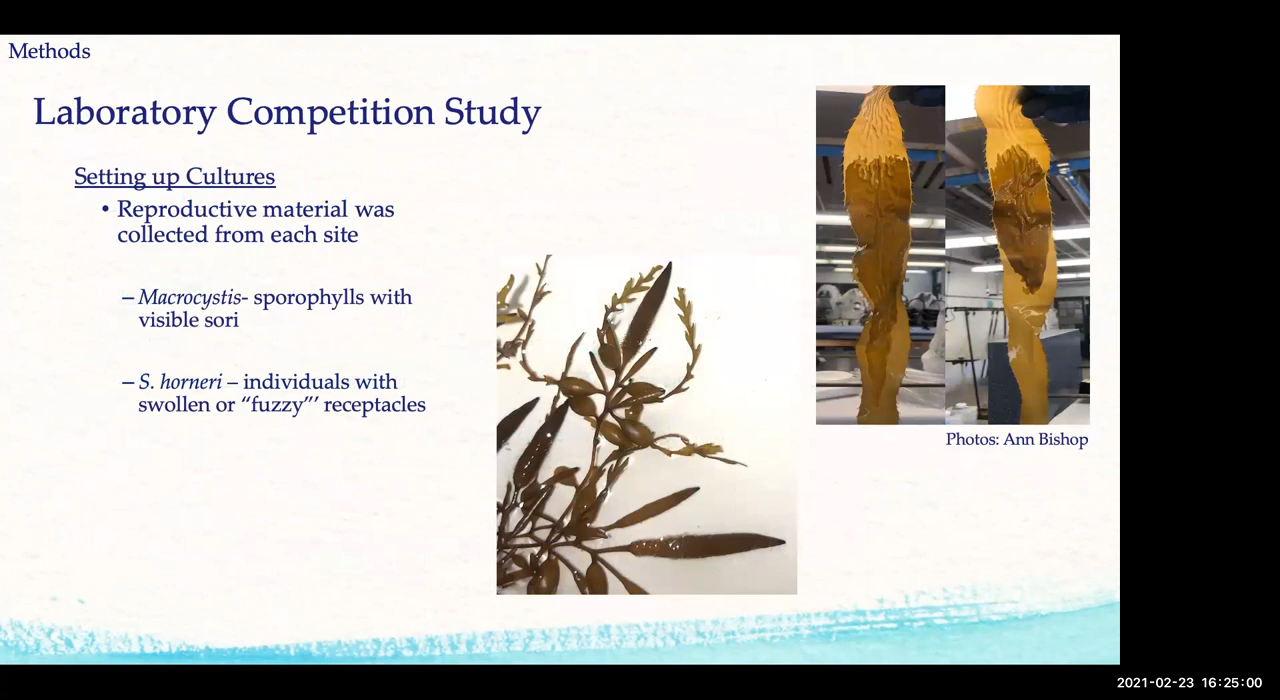 Methods
Laboratory Competition Study
Setting up Cultures
• Reproductive material was
collected from each site
– Macrocystis- sporophylls with
visible sori
– S. horneri – individuals with
swollen or “fuzzy”’ receptacles
Photos: Ann Bishop
2021-02-23 16:25:00